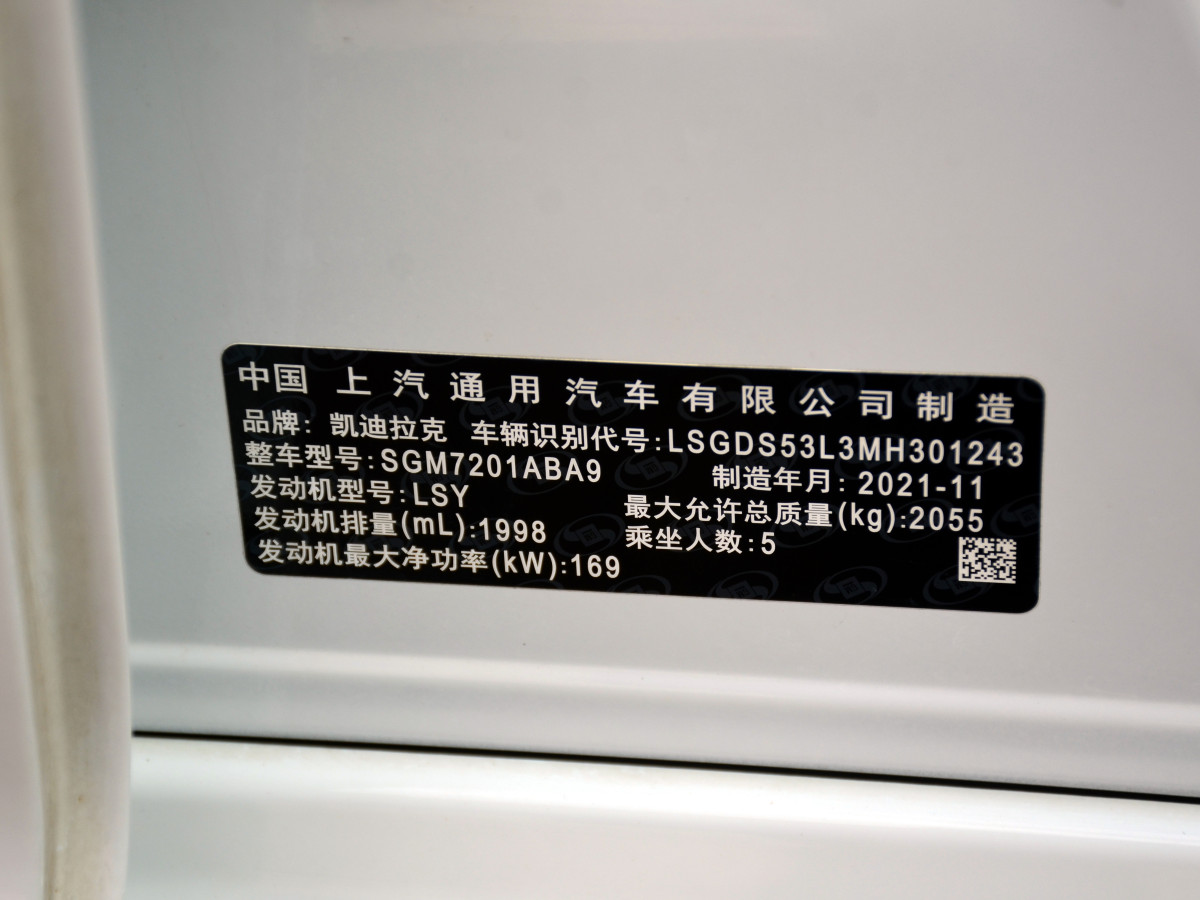 中国 上汽通用汽车有限公司制造
品牌: 凯迪拉克 车辆识别代号:LSGDS53L3MH301243
整车型号:SGM7201ABA9 制造年月: 2021-11
发动机型号:LSY 最大允许总质量(kg):2055
发动机排量(mL):1998 乘坐人数:5
发动机最大净功率(kW):169